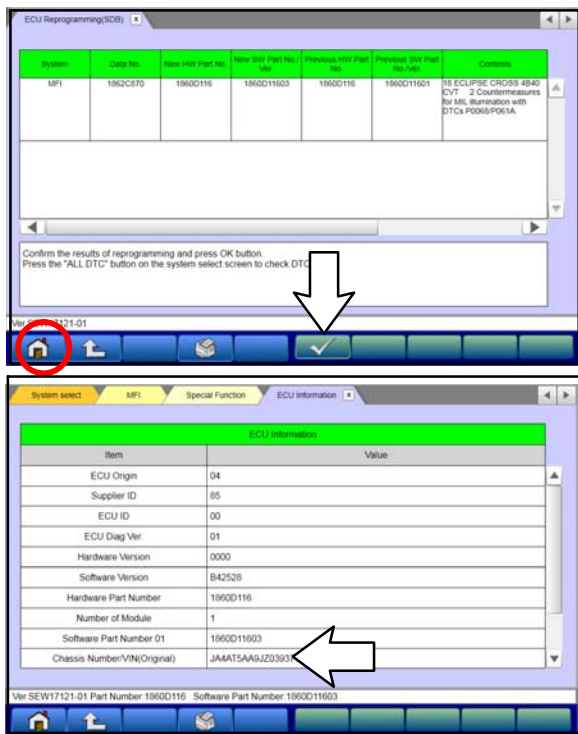 ECU Reprogramming(SDB)
System Data No. New HW Part No. New SW Part No./ Ver. Previous HW Part No. Previous SW Part No./Ver. Contents
MFI 1862C870 1860D116 1860D11603 1860D116 1860D11601 18 ECLIPSE CROSS 4B40
CVT 2 Countermeasures
for MIL illumination with
DTCs P0068/P061A.
Confirm the results of reprogramming and press OK button.
Press the "ALL DTC" button on the system select screen to check DTC
System select MFI Special Function ECU Information
ECU Information
Item Value
ECU Origin 04
Supplier ID 85
ECU ID 00
ECU Diag Ver. 01
Hardware Version 0000
Software Version B42528
Hardware Part Number 1860D116
Number of Module 1
Software Part Number 01 1860D11603
Chassis Number/VIN(Original) JA4AT5AA9JZ03937
Ver.SEW17121-01 Part Number:1860D116 Software Part Number:1860D11603